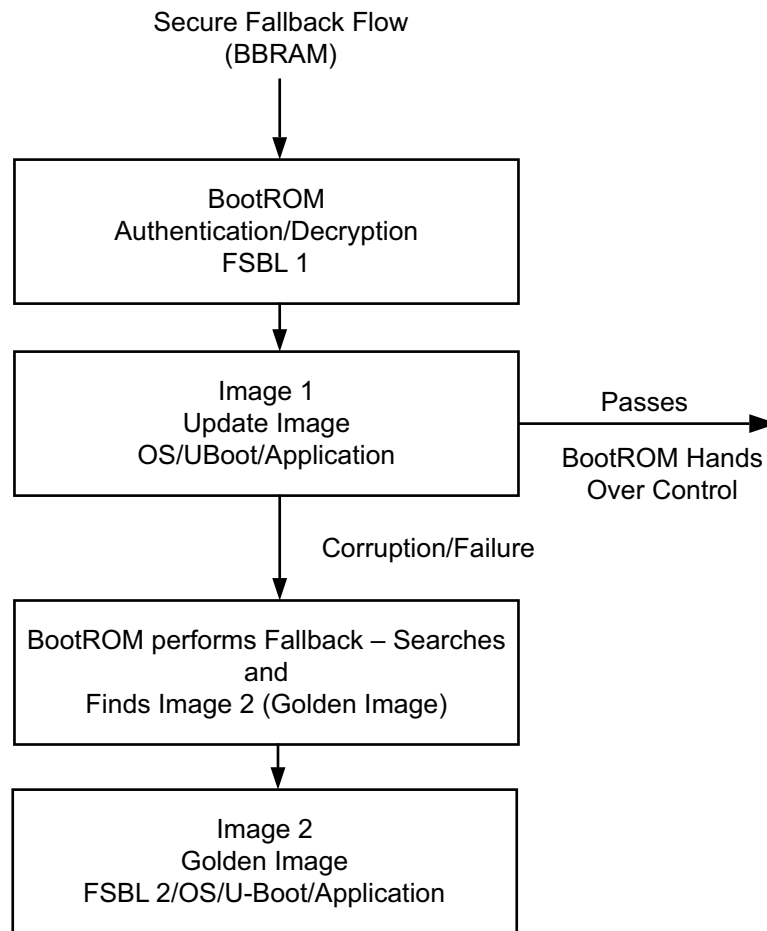 Secure Fallback Flow
(BBRAM)
BootROM
Authentication/Decryption
FSBL 1
Image 1
Update Image
OS/UBoot/Application
Passes
BootROM Hands
Over Control
Corruption/Failure
BootROM performs Fallback – Searches
and
Finds Image 2 (Golden Image)
Image 2
Golden Image
FSBL 2/OS/U-Boot/Application